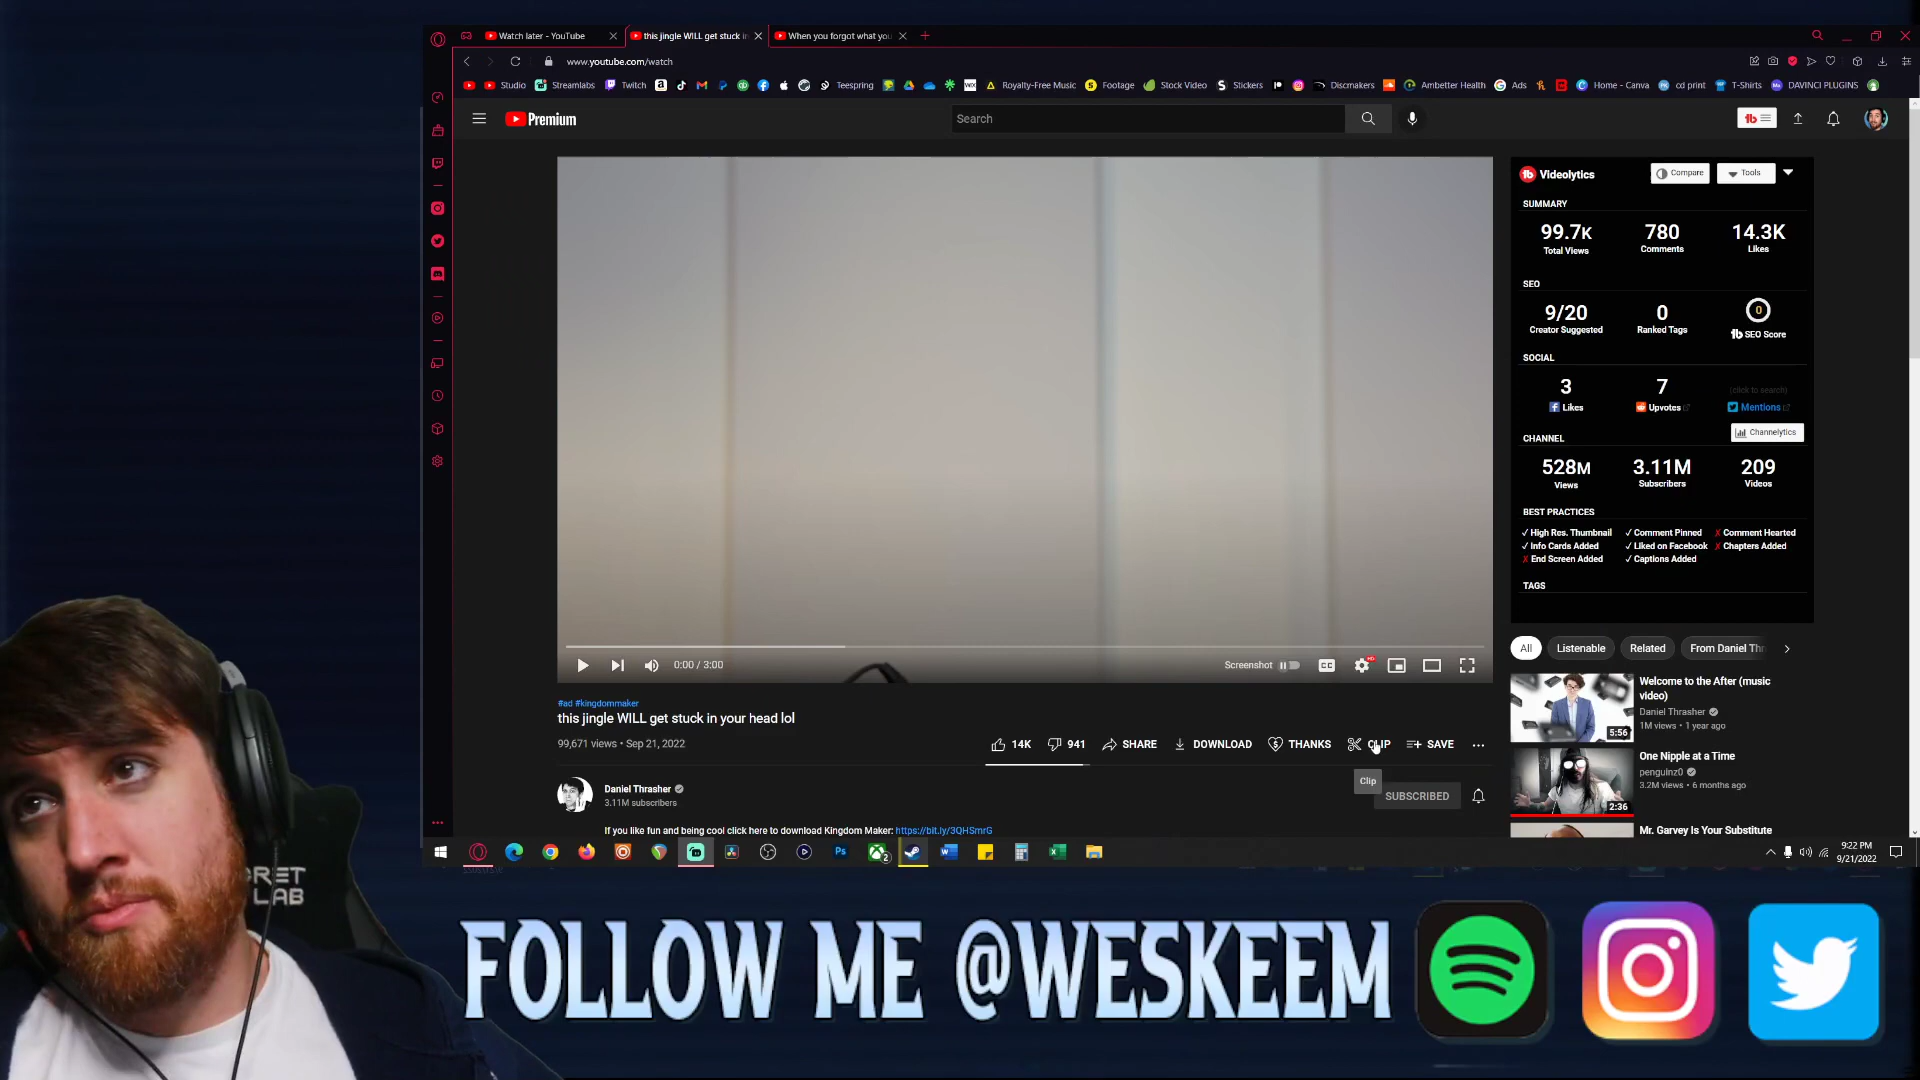 Watch later - YouTube
this jingle WILL get stuck in
When you forgot what you
www.youtube.com/watch
Studio
Streamlabs
Twitch
Teespring
Royalty-Free Music
Footage
Stock Video
Stickers
Discmakers
Ambetter Health
Ads
Home - Canva
cd print
T-Shirts
DAVINCI PLUGINS
Premium
Search
Videolytics
Compare
Tools
SUMMARY
99.7K 780 14.3K
Total Views Comments Likes
SEO
9/20 0 0
Creator Suggested Ranked Tags SEO Score
SOCIAL
3 7 (click to search)
Likes Upvotes Mentions
Channelytics
CHANNEL
528M 3.11M 209
Views Subscribers Videos
BEST PRACTICES
✓ High Res. Thumbnail ✓ Comment Pinned ✗ Comment Hearted
✓ Info Cards Added ✓ Liked on Facebook ✗ Chapters Added
✗ End Screen Added ✓ Captions Added
TAGS
0:00 / 3:00
Screenshot
CC
HD
#ad #kingdommaker
this jingle WILL get stuck in your head lol
99,671 views • Sep 21, 2022
14K 941 SHARE DOWNLOAD THANKS CLIP SAVE
Clip
Daniel Thrasher
3.11M subscribers
SUBSCRIBED
If you like fun and being cool click here to download Kingdom Maker: https://bit.ly/3QHSmrG
All Listenable Related From Daniel Thr
Welcome to the After (music
video)
Daniel Thrasher
1M views • 1 year ago
5:56
One Nipple at a Time
penguinz0
3.2M views • 6 months ago
2:36
Mr. Garvey Is Your Substitute
Ps
2
9:22 PM
9/21/2022
CRET
LAB
FOLLOW ME @WESKEEM